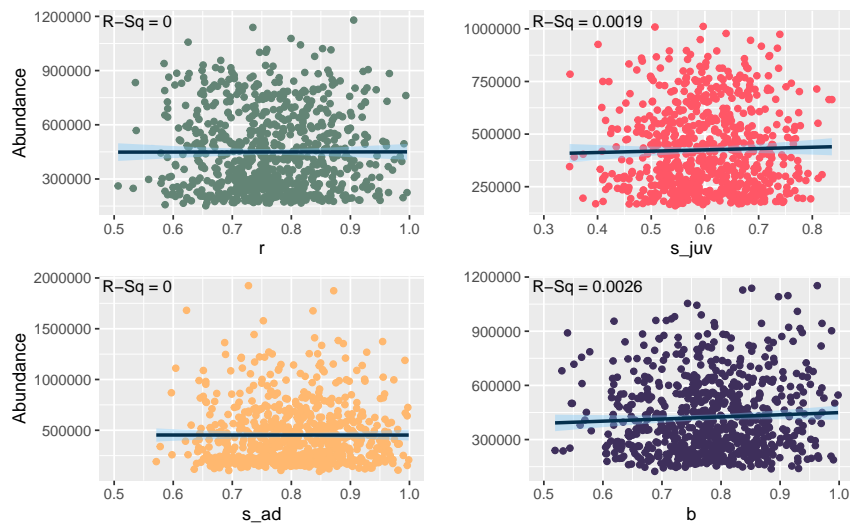 R−Sq = 0
1200000
900000
600000
300000
Abundance
0.5 0.6 0.7 0.8 0.9 1.0
r
R−Sq = 0.0019
1000000
750000
500000
250000
0.3 0.4 0.5 0.6 0.7 0.8
s_juv
R−Sq = 0
2000000
1500000
1000000
500000
Abundance
0.5 0.6 0.7 0.8 0.9 1.0
s_ad
R−Sq = 0.0026
1200000
900000
600000
300000
0.5 0.6 0.7 0.8 0.9 1.0
b